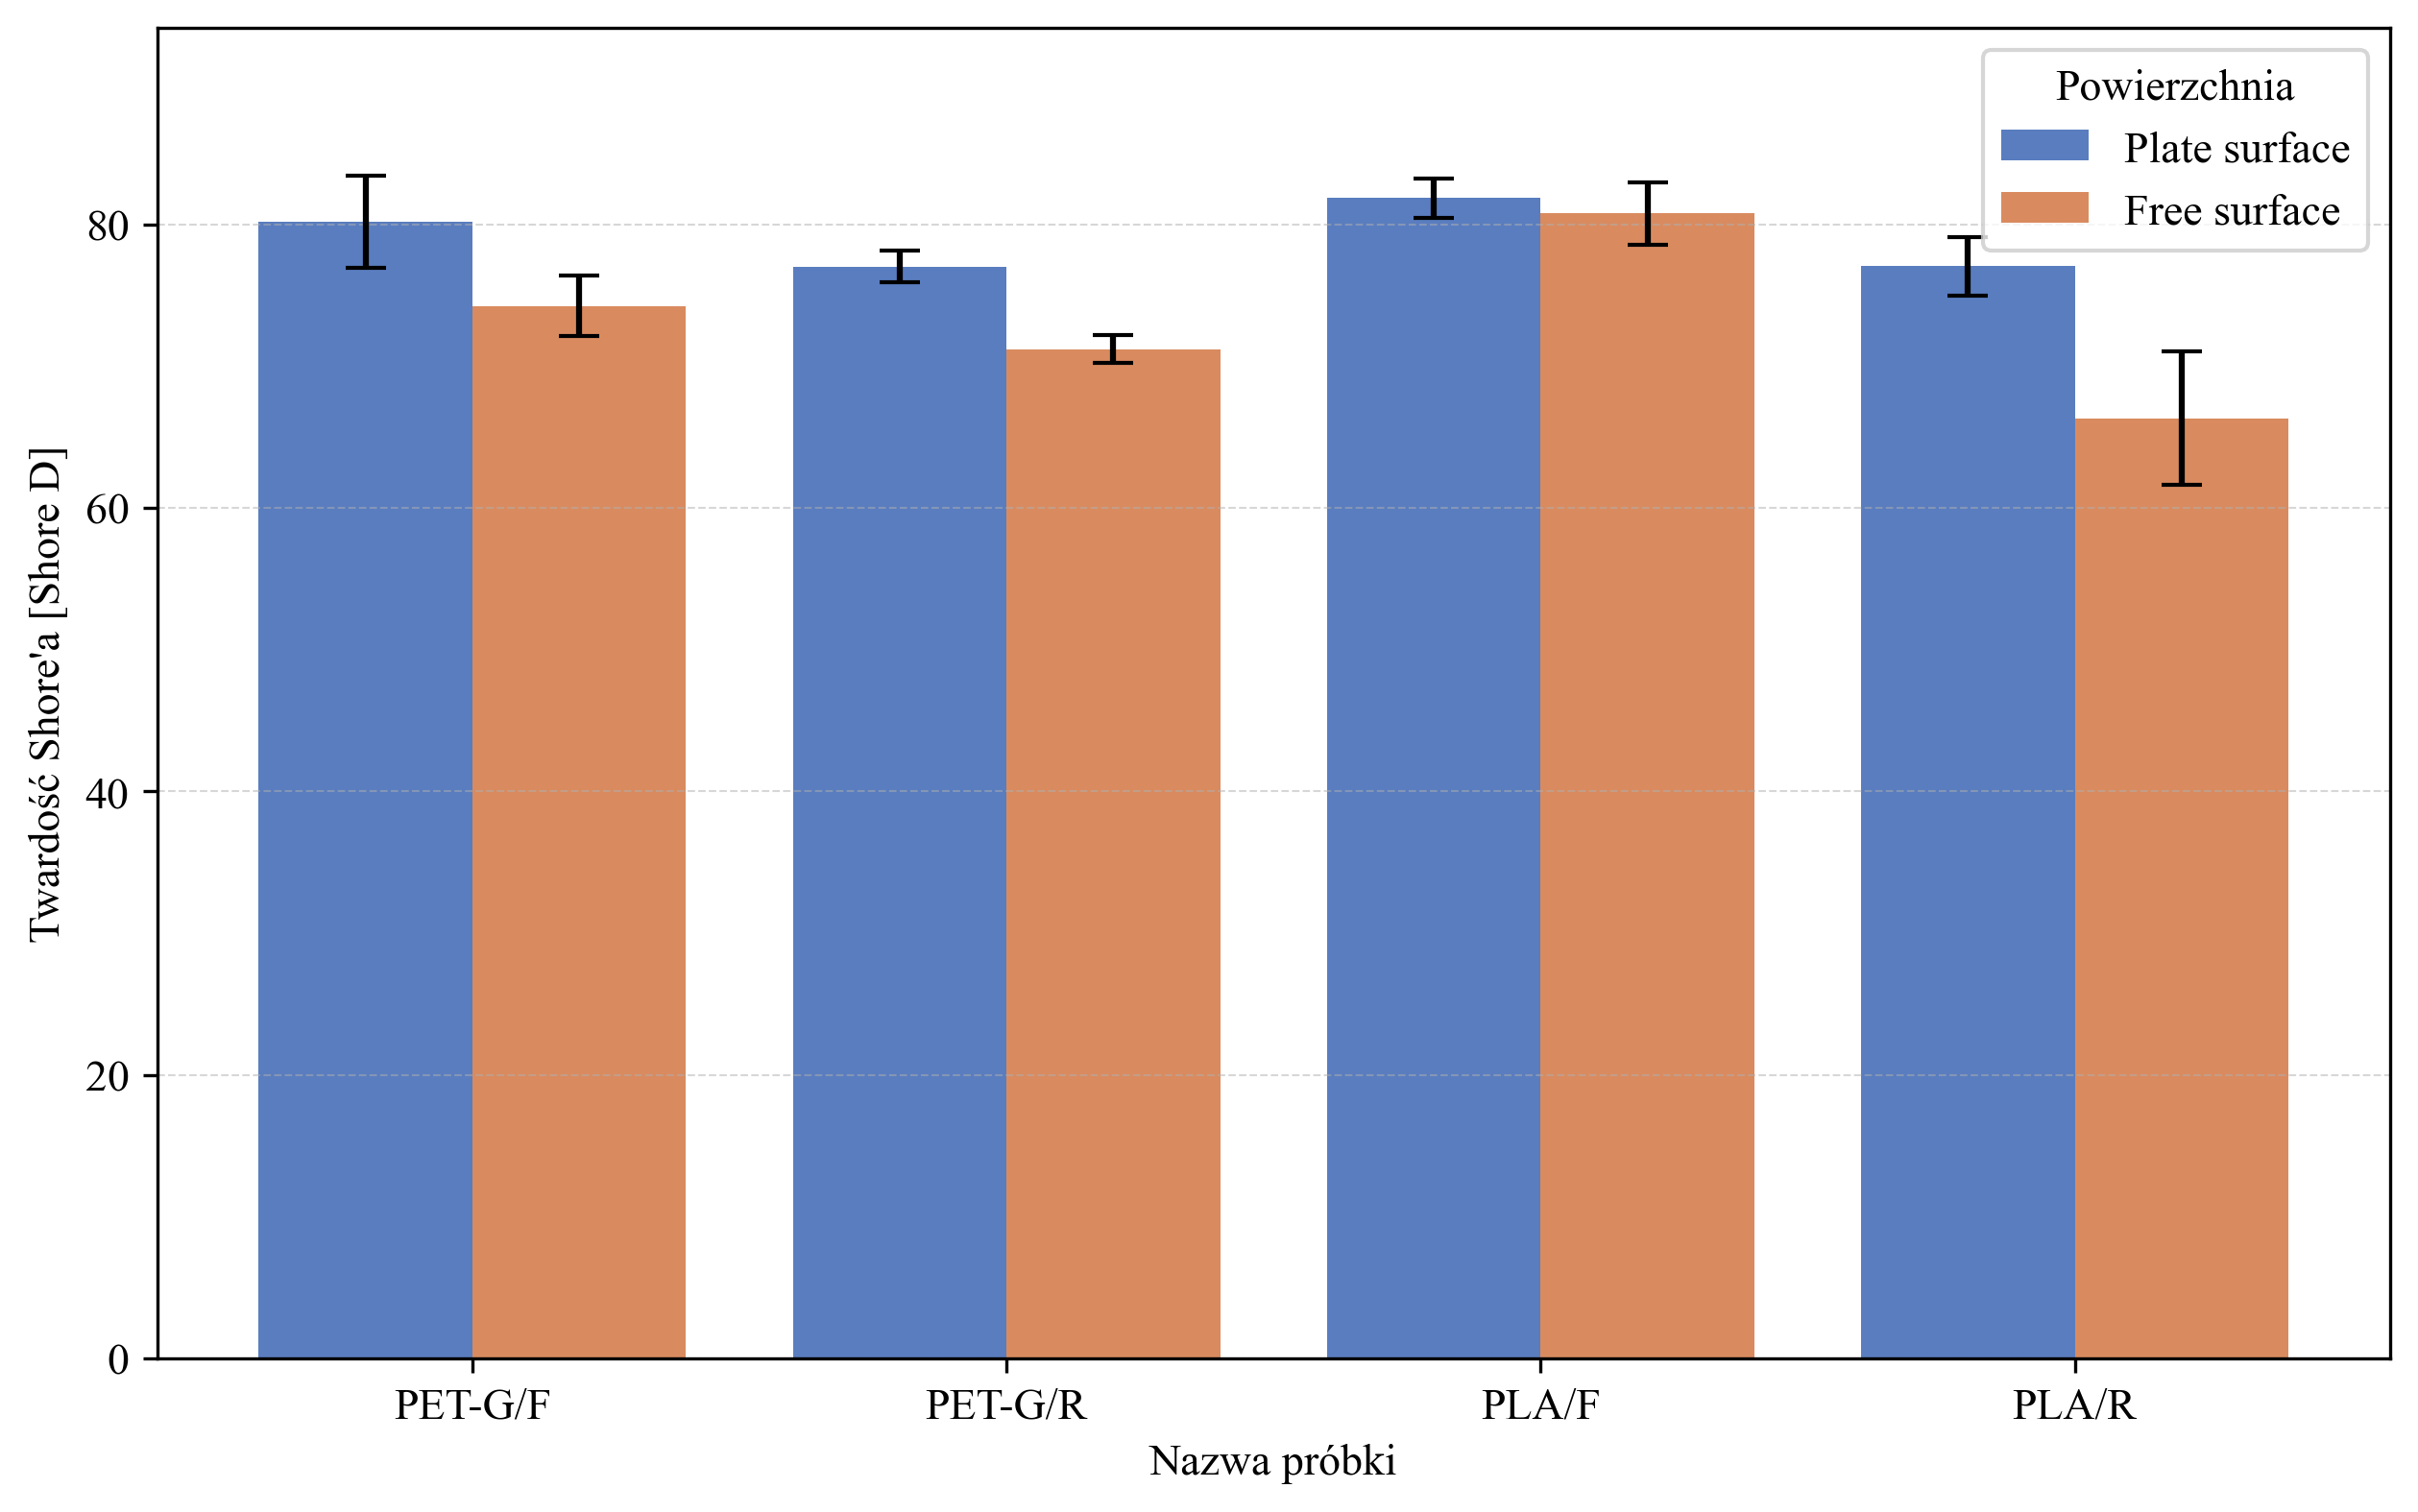 Powierzchnia
Plate surface
Free surface
Twardość Shore'a [Shore D]
80
60
40
20
0
PET-G/F
PET-G/R
PLA/F
PLA/R
Nazwa próbki